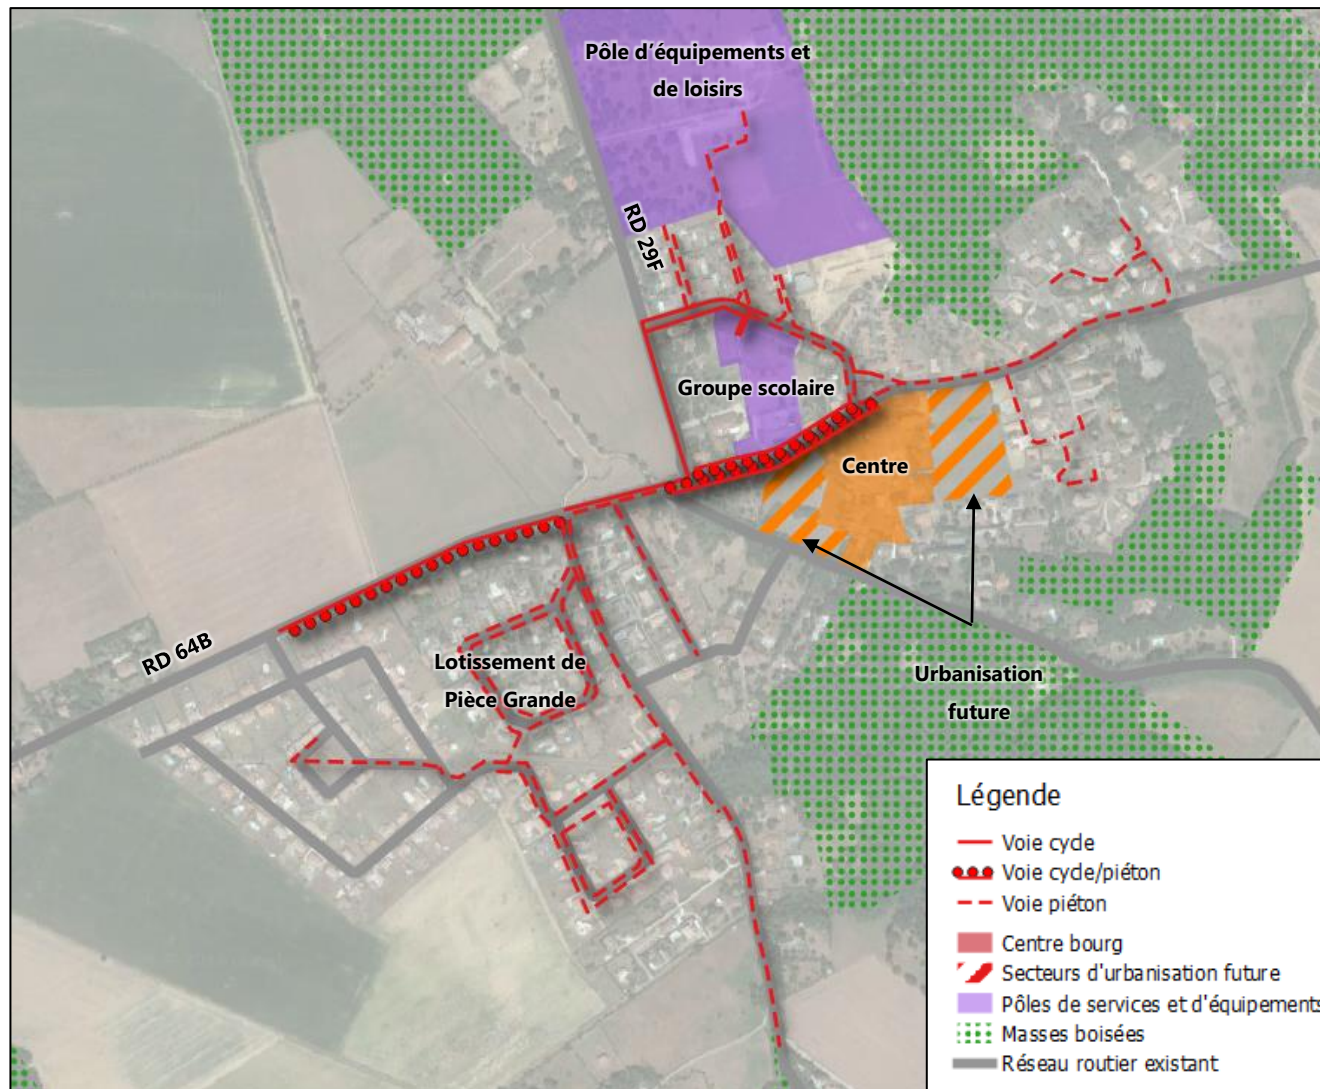 Pôle d'équipements et
de loisirs
RD 29F
Groupe scolaire
Centre
RD 64B
Lotissement de
Pièce Grande
Urbanisation
future
Légende
Voie cycle
Voie cycle/piéton
Voie piéton
Centre bourg
Secteurs d'urbanisation future
Pôles de services et d'équipements
Masses boisées
Réseau routier existant